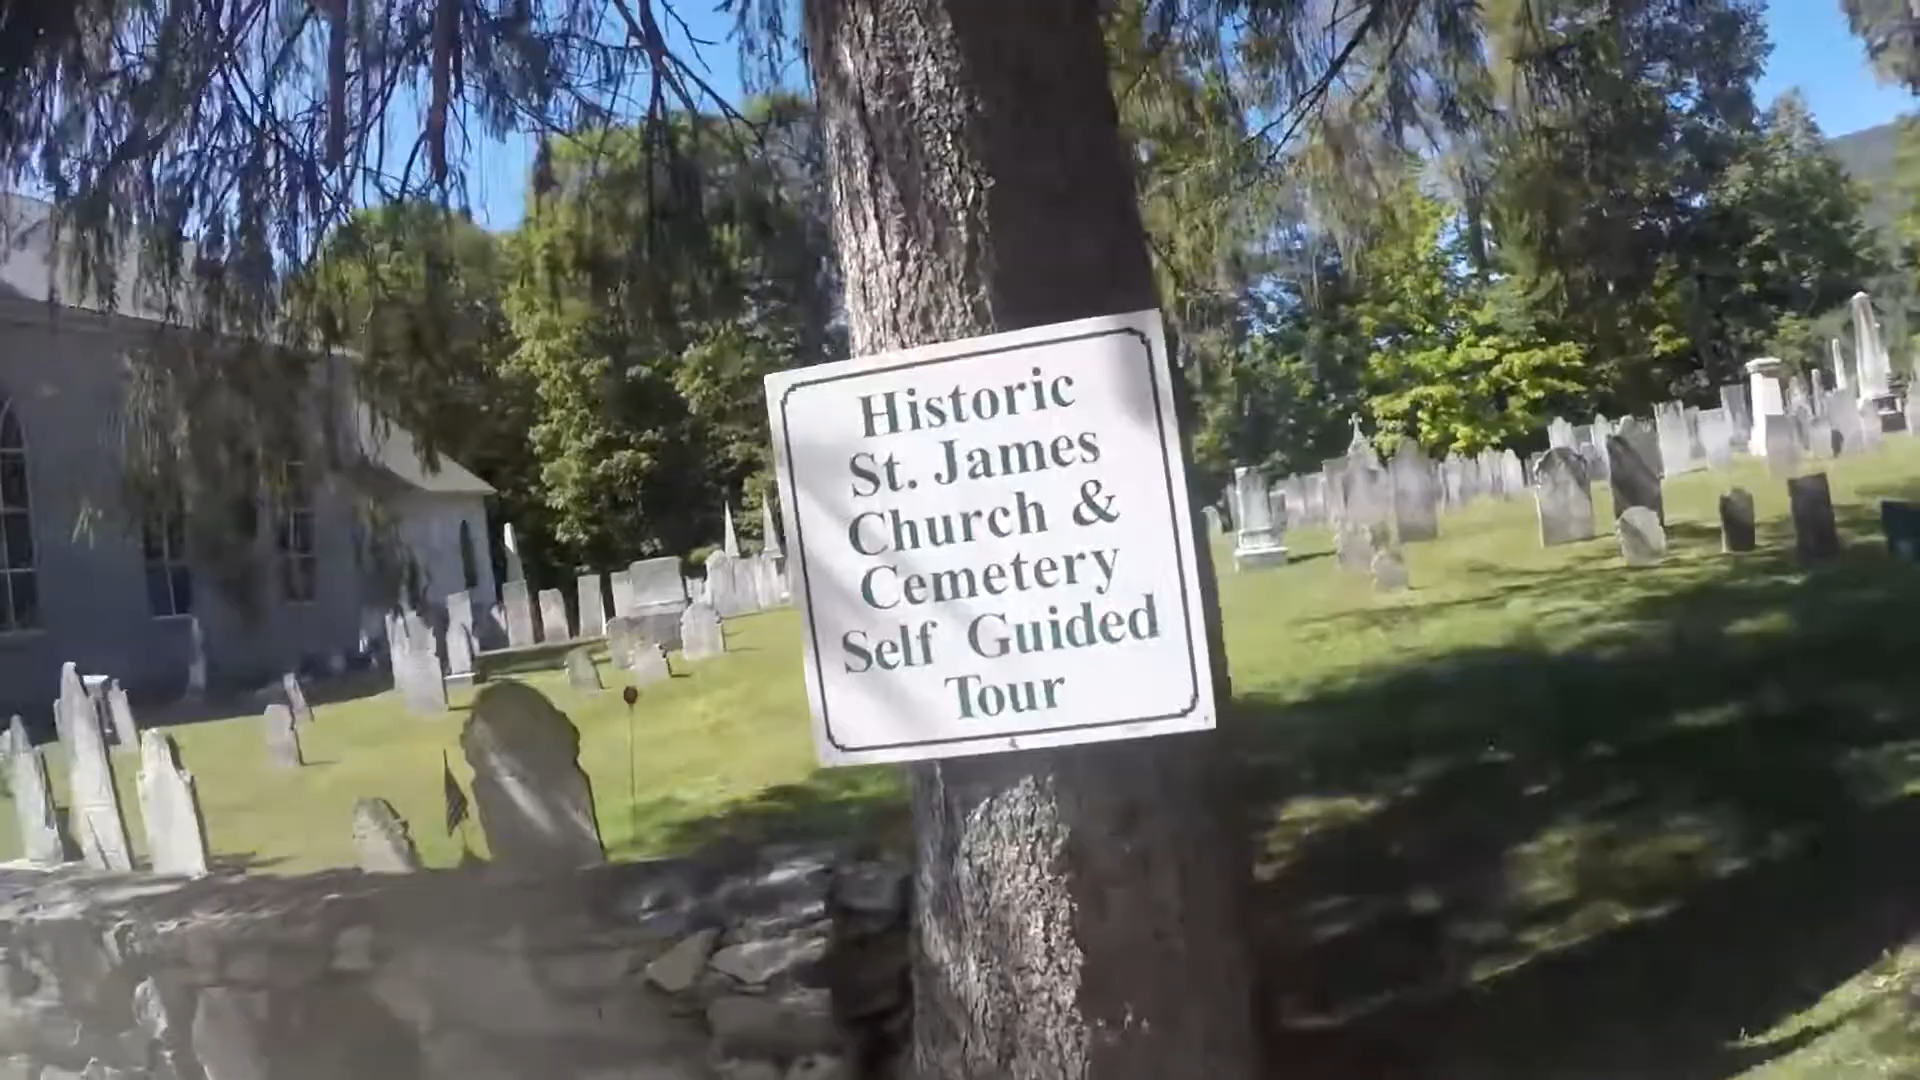 Historic
St. James
Church &
Cemetery
Self Guided
Tour